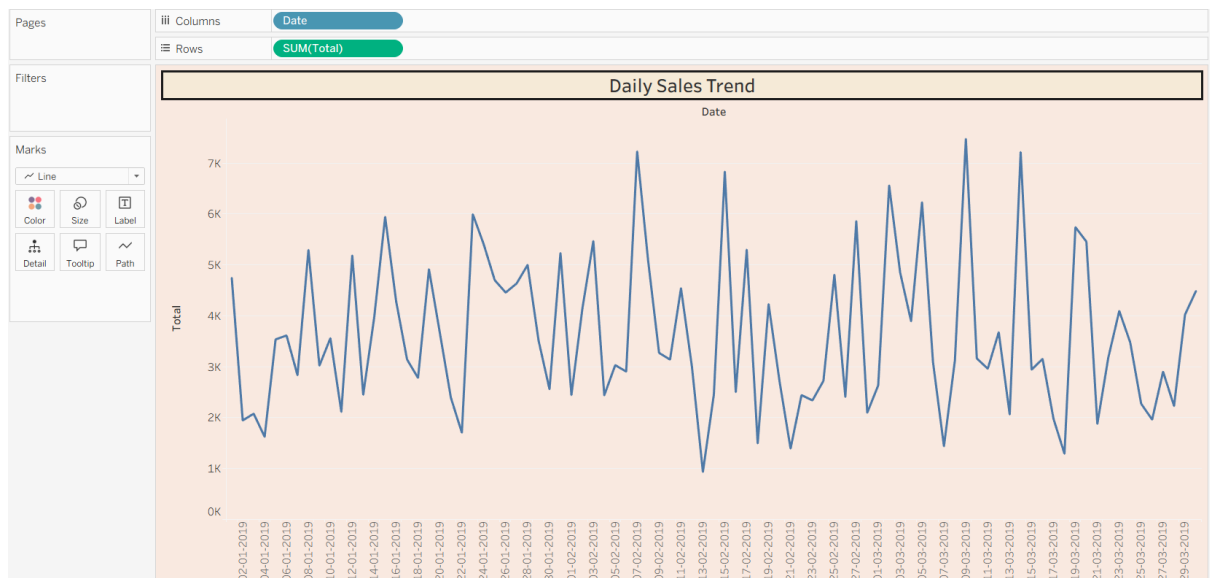 Pages
Columns
Date
Rows
SUM(Total)
Filters
Daily Sales Trend
Date
Marks
Line
Color
Size
Label
Detail
Tooltip
Path
Total
7K
6K
5K
4K
3K
2K
1K
0K
02-01-2019
04-01-2019
06-01-2019
08-01-2019
10-01-2019
12-01-2019
14-01-2019
16-01-2019
18-01-2019
20-01-2019
22-01-2019
24-01-2019
26-01-2019
28-01-2019
30-01-2019
01-02-2019
03-02-2019
05-02-2019
07-02-2019
09-02-2019
11-02-2019
13-02-2019
15-02-2019
17-02-2019
19-02-2019
21-02-2019
23-02-2019
25-02-2019
27-02-2019
01-03-2019
03-03-2019
05-03-2019
07-03-2019
09-03-2019
11-03-2019
13-03-2019
15-03-2019
17-03-2019
19-03-2019
21-03-2019
23-03-2019
25-03-2019
27-03-2019
29-03-2019